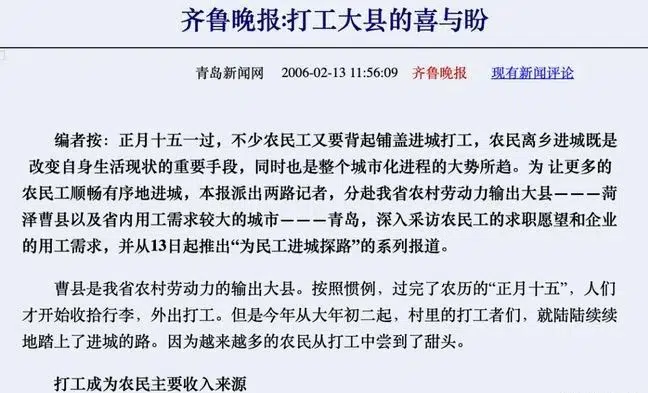 齐鲁晚报:打工大县的喜与盼
青岛新闻网 2006-02-13 11:56:09 齐鲁晚报 现有新闻评论
编者按：正月十五一过，不少农民工又要背起铺盖进城打工，农民离乡进城既是
改变自身生活现状的重要手段，同时也是整个城市化进程的大势所趋。为 让更多的
农民工顺畅有序地进城，本报派出两路记者，分赴我省农村劳动力输出大县———菏
泽曹县以及省内用工需求较大的城市———青岛，深入采访农民工的求职愿望和企业
的用工需求，并从13日起推出“为民工进城探路”的系列报道。
曹县是我省农村劳动力的输出大县。按照惯例，过完了农历的“正月十五”，人们
才开始收拾行李，外出打工。但是今年从大年初二起，村里的打工者们，就陆陆续续
地踏上了进城的路。因为越来越多的农民从打工中尝到了甜头。
打工成为农民主要收入来源